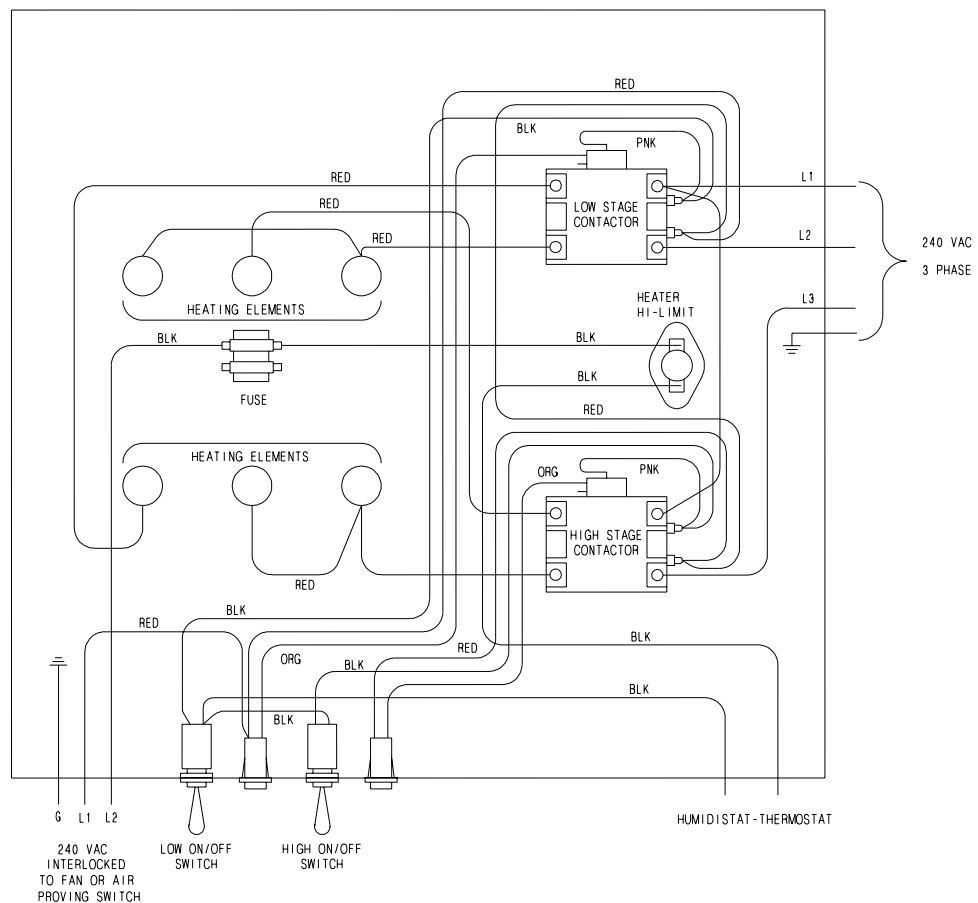 RED
BLK
PNK
RED
L1
RED
LOW STAGE
CONTACTOR
RED
L2
240 VAC
3 PHASE
HEATING ELEMENTS
HEATER
HI-LIMIT
L3
BLK
BLK
BLK
FUSE
RED
HEATING ELEMENTS
ORG
PNK
HIGH STAGE
CONTACTOR
RED
BLK
RED
BLK
RED
ORG
BLK
BLK
BLK
G
L1
L2
HUMIDISTAT-THERMOSTAT
240 VAC
INTERLOCKED
TO FAN OR AIR
PROVING SWITCH
LOW ON/OFF
SWITCH
HIGH ON/OFF
SWITCH